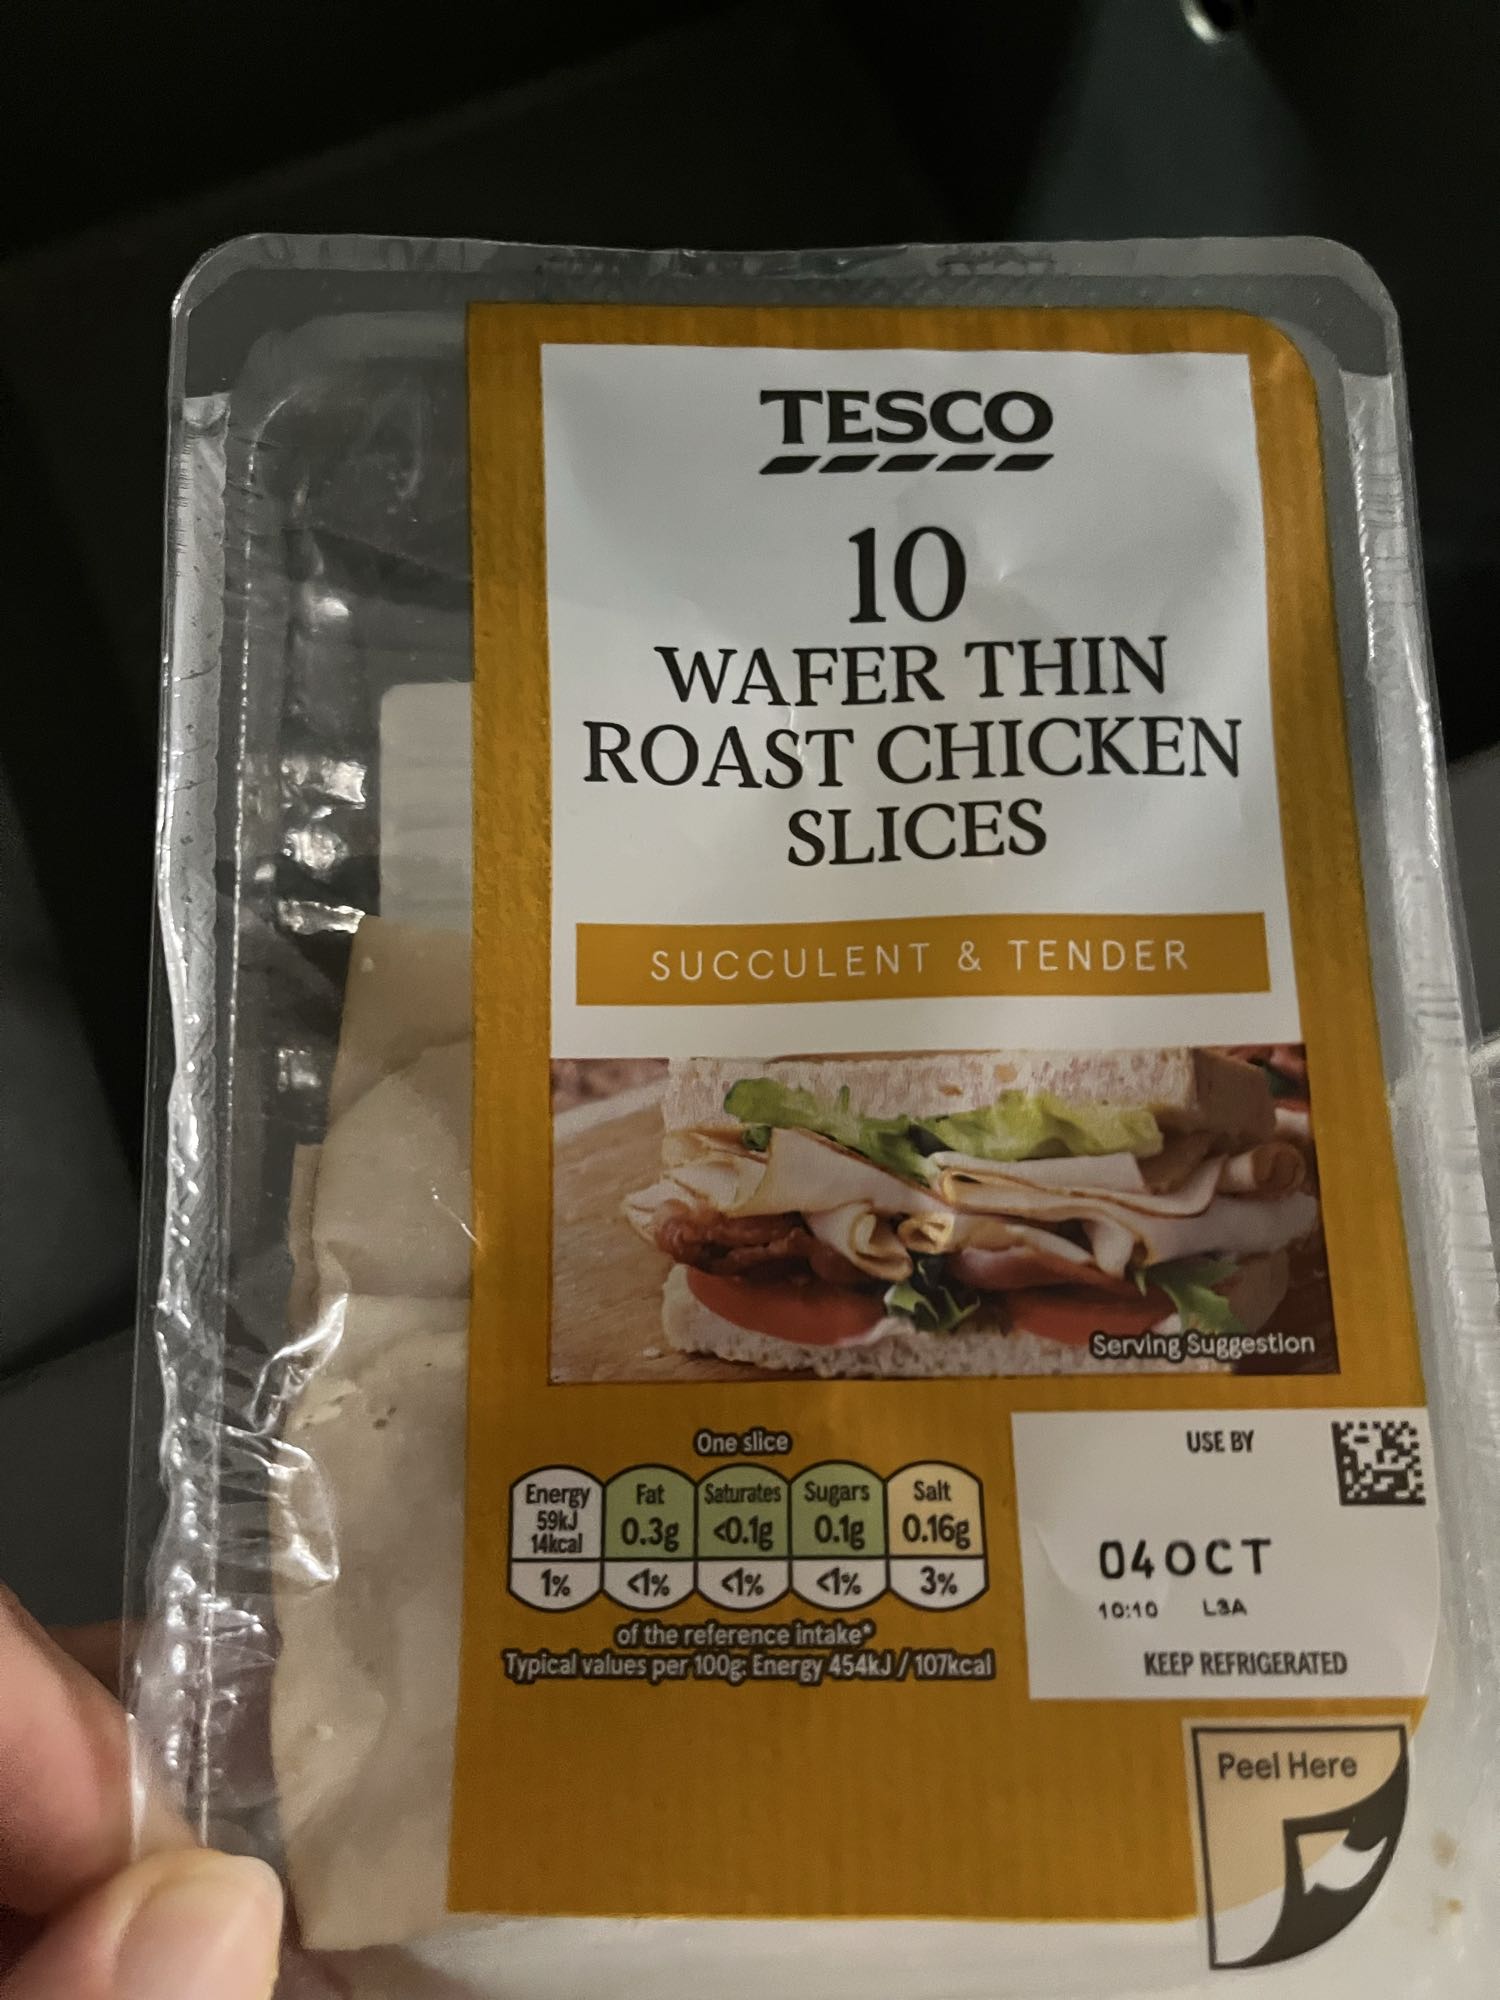 TESCO
10
WAFER THIN
ROAST CHICKEN
SLICES
SUCCULENT & TENDER
Serving Suggestion
One slice
Energy
59kJ
14kcal
1%
Fat
0.3g
<1%
Saturates
<0.1g
<1%
Sugars
0.1g
<1%
Salt
0.16g
3%
of the reference intake*
Typical values per 100g: Energy 454kJ / 107kcal
USE BY
04 OCT
10:10 L3A
KEEP REFRIGERATED
Peel Here